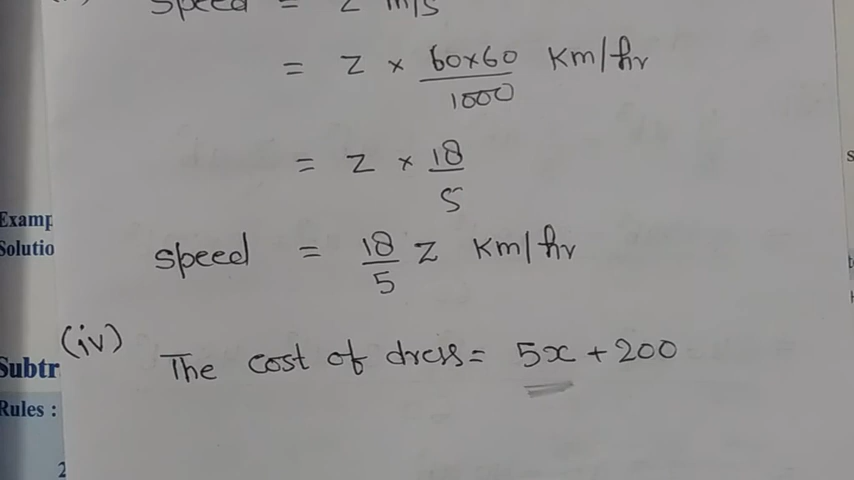 speed = z m/s
= z × 60×60/1000 Km/hr
= z × 18/5
speed = 18/5 z Km/hr
(iv) The cost of dress = 5x + 200
Examp
Solutio
Subtr
Rules :
2